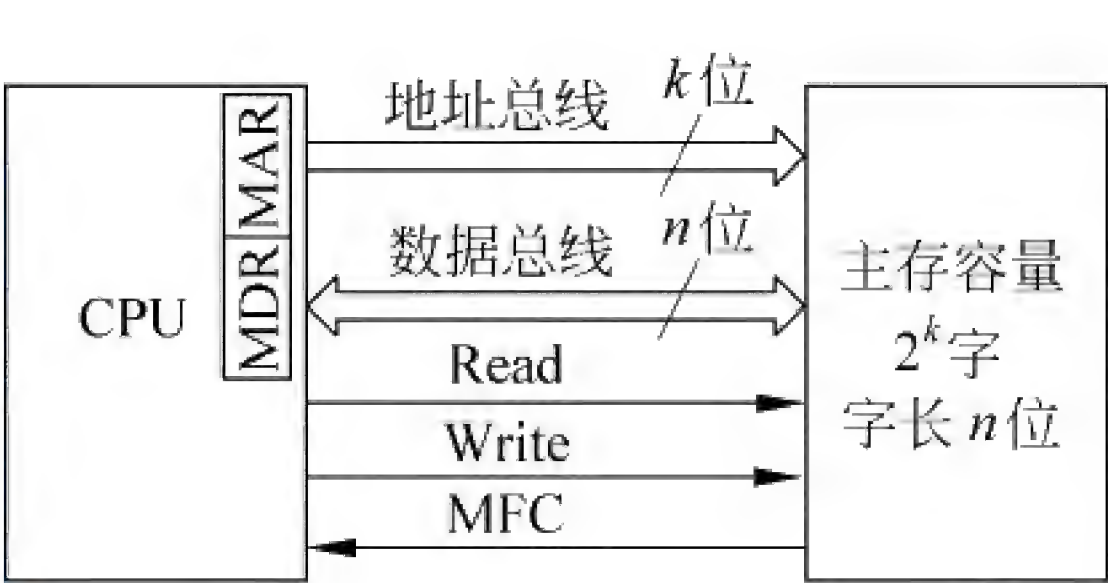 CPU
MAR
MDR
地址总线
k位
数据总线
n位
Read
Write
MFC
主存容量
2^k字
字长 n位